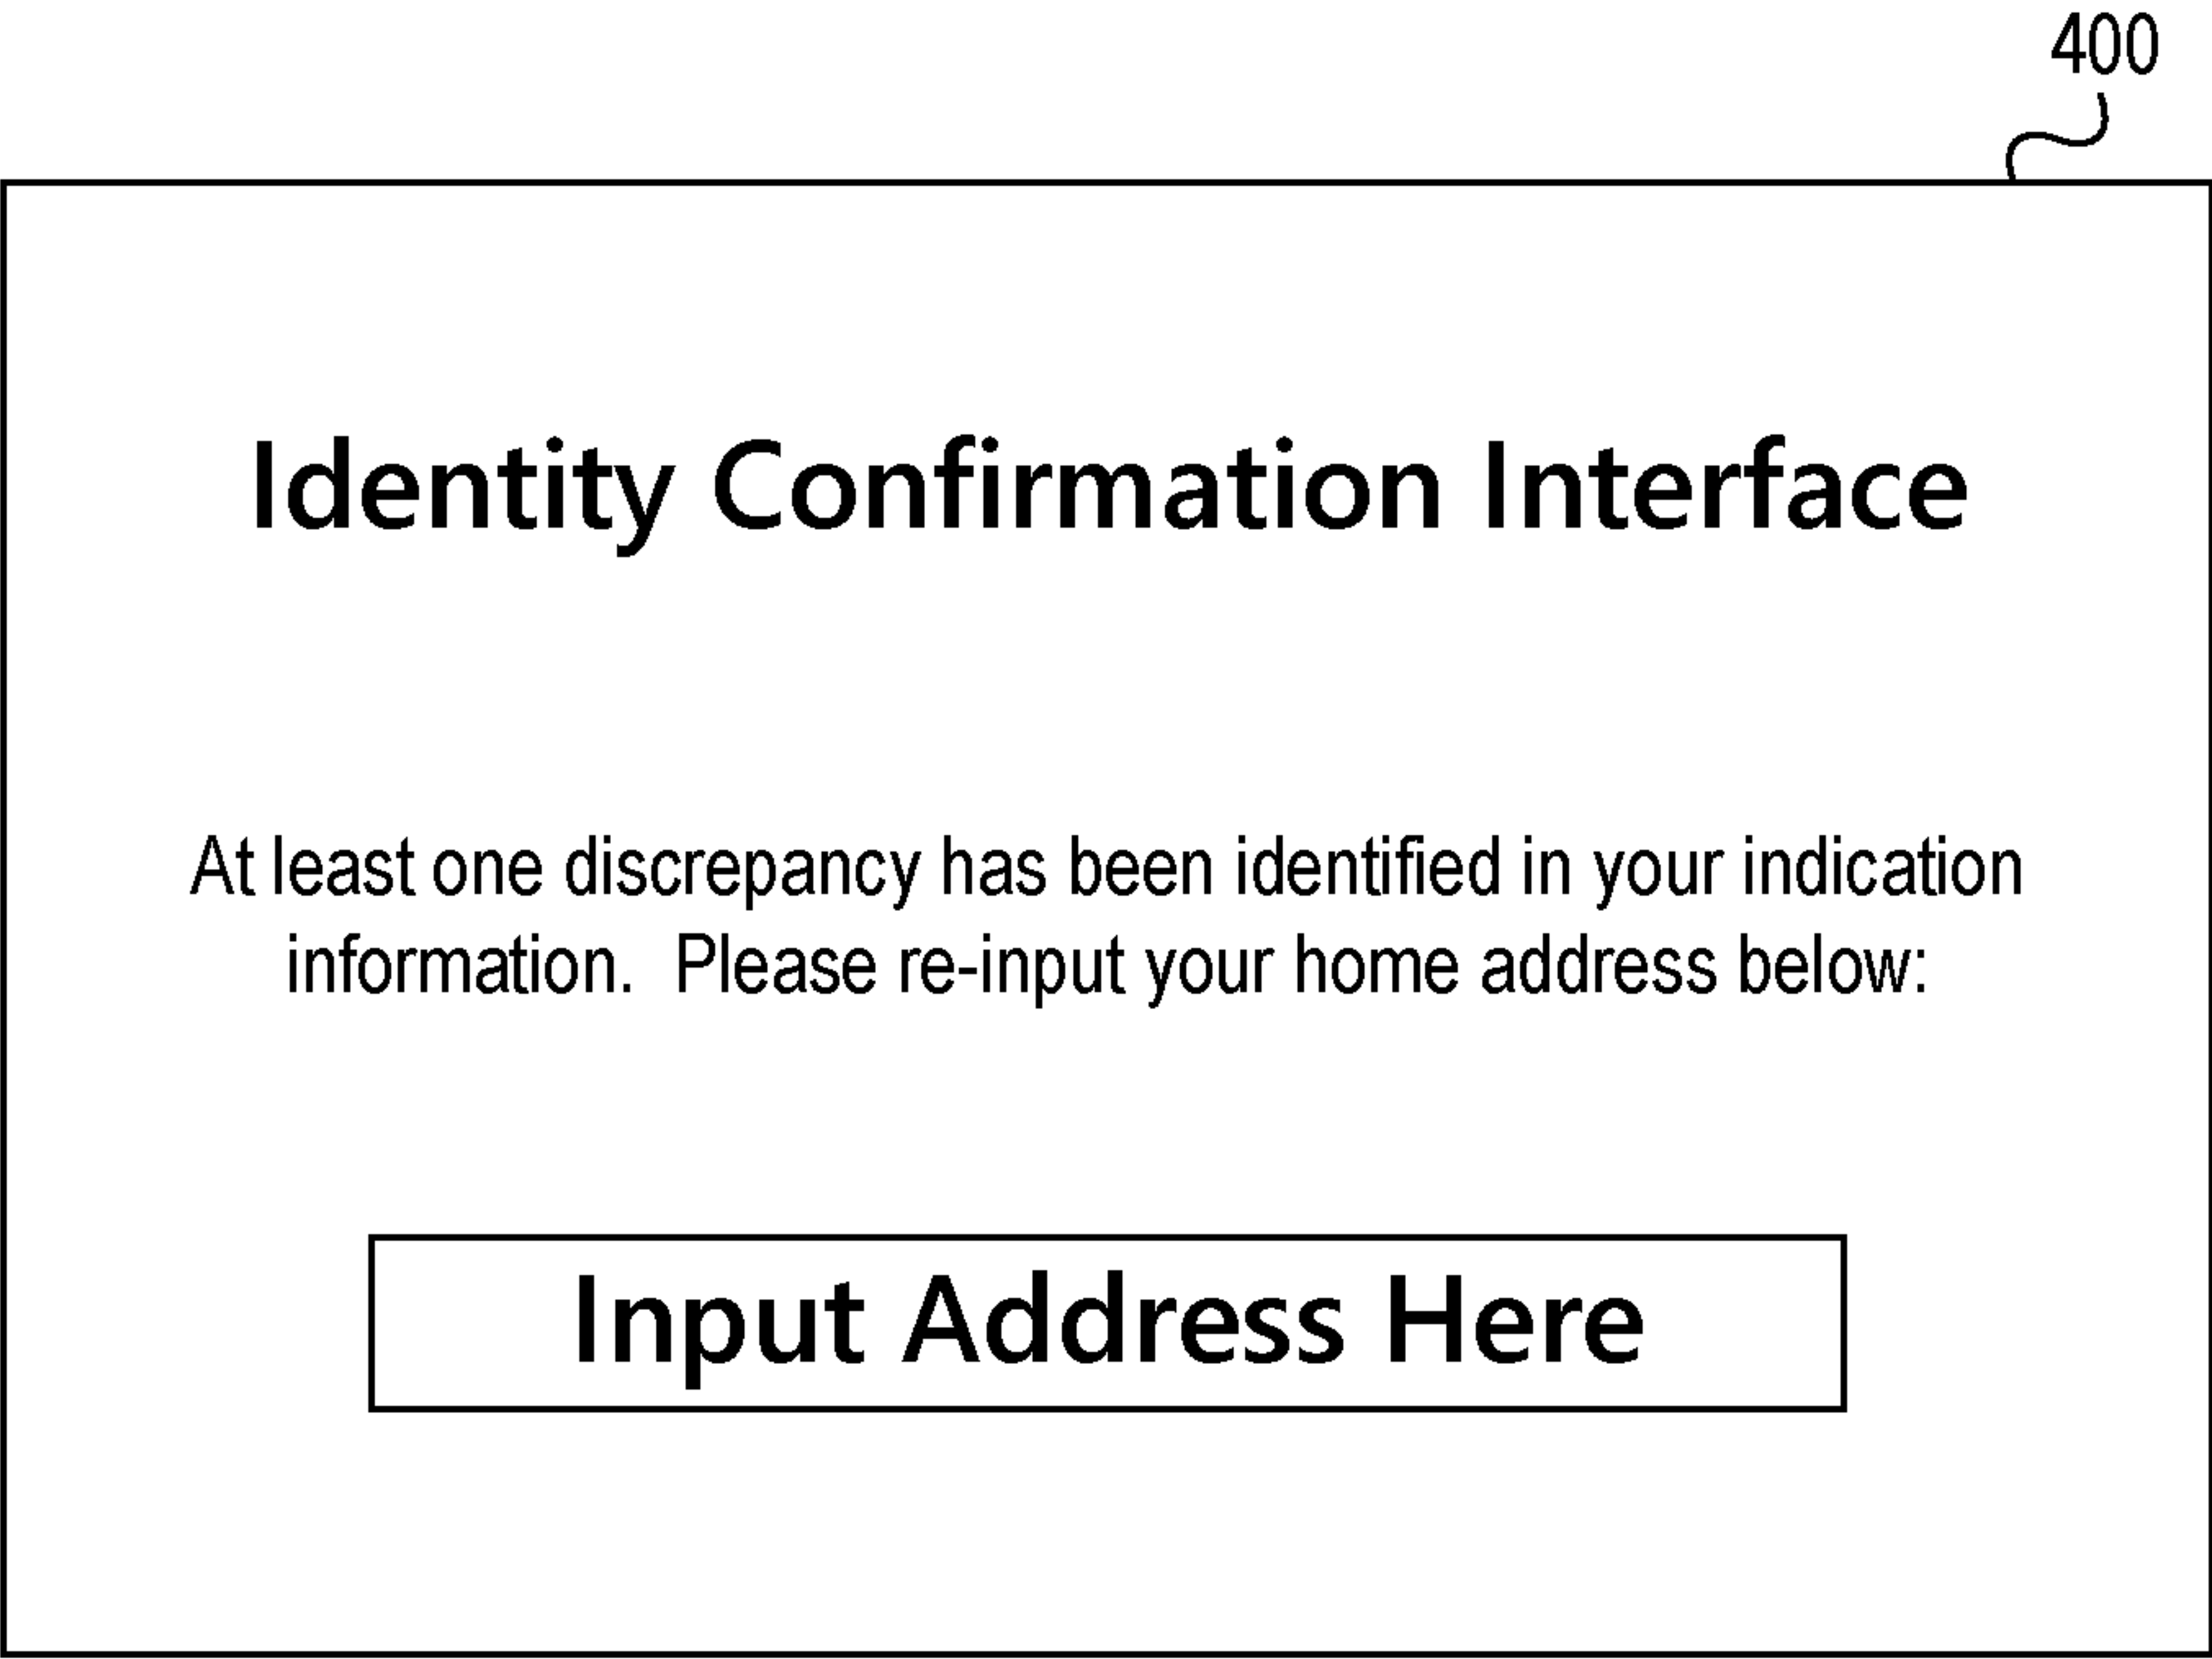 400
Identity Confirmation Interface
At least one discrepancy has been identified in your indication
information.  Please re-input your home address below:
Input Address Here